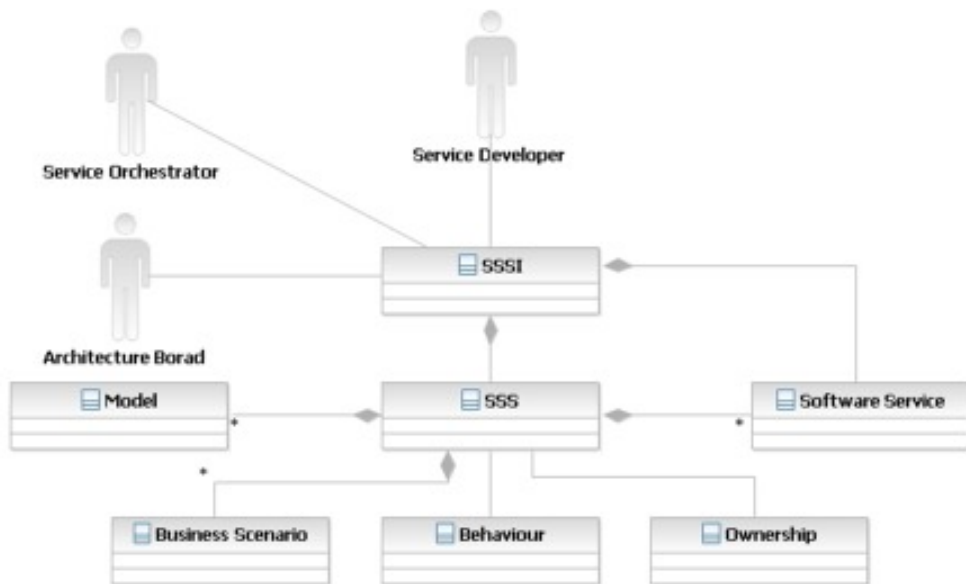 Service Orchestrator
Service Developer
SSSI
Architecture Borad
Model
SSS
Software Service
*
*
*
Business Scenario
Behaviour
Ownership